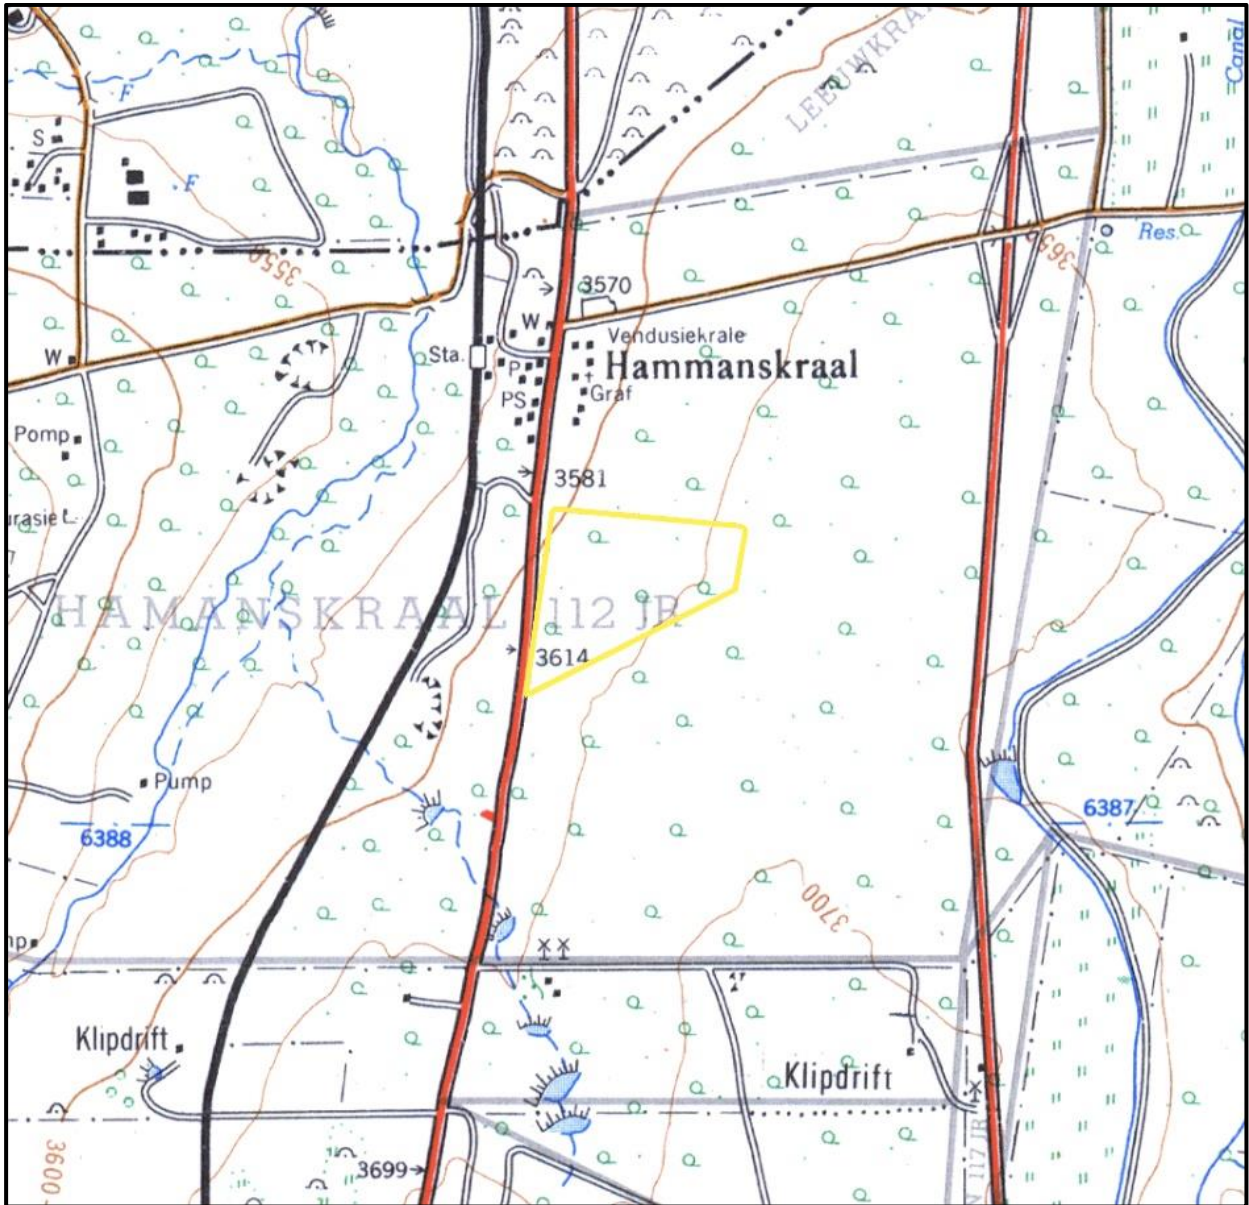 Canal
LEEUWKRA
F
S
F
Res.
3550
3650
3570
W
Vendusiekrale
Sta.
W
Hammanskraal
P
PS
Graf
Pomp
3581
HAMANSKRAAL 112 JR
3614
Pump
6388
6387
3700
Klipdrift
Klipdrift
3600
3699
117 JR